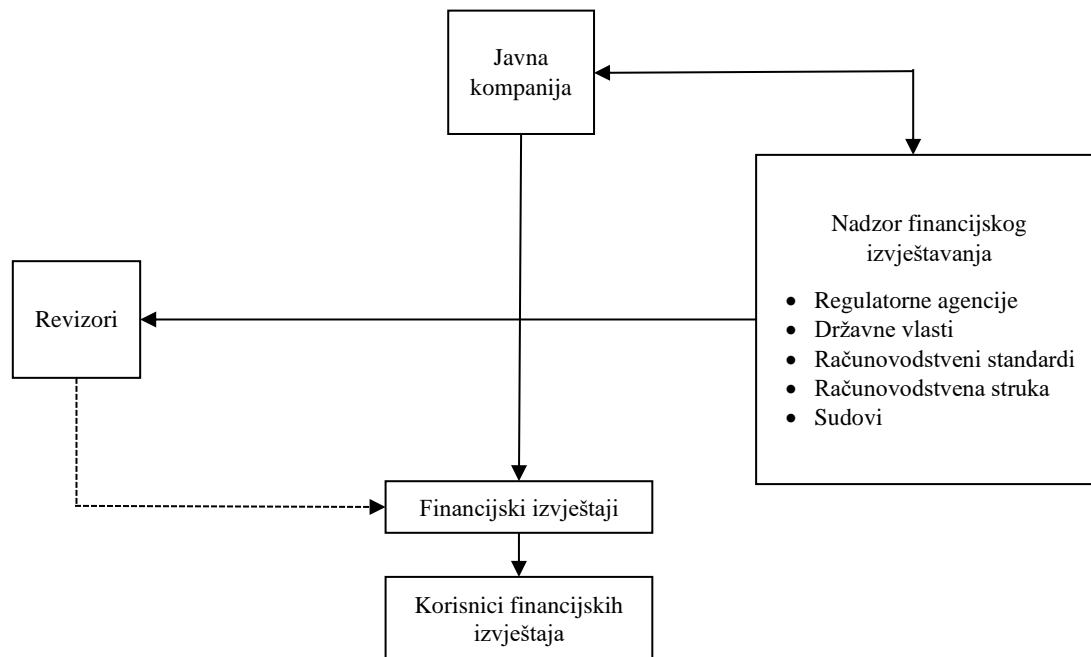 Javna
kompanija
Nadzor financijskog
izvještavanja
• Regulatorne agencije
• Državne vlasti
• Računovodstveni standardi
• Računovodstvena struka
• Sudovi
Revizori
Financijski izvještaji
Korisnici financijskih
izvještaja